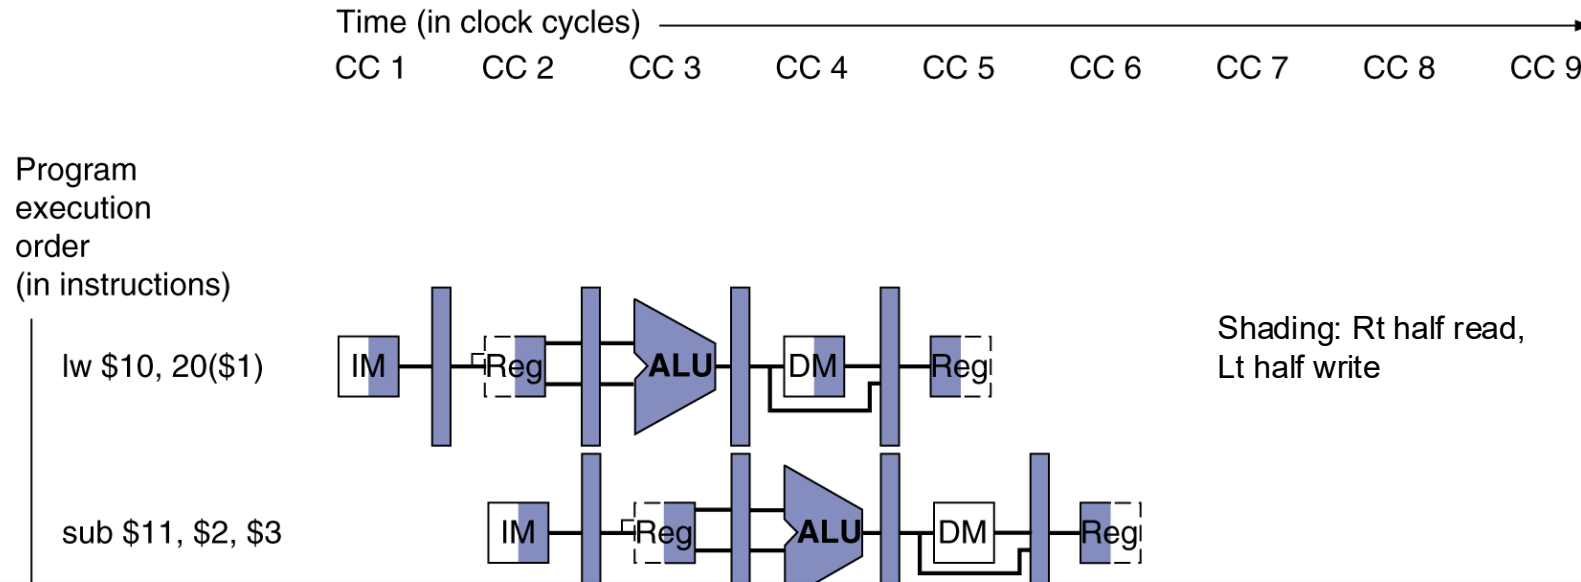 Time (in clock cycles)
CC 1 CC 2 CC 3 CC 4 CC 5 CC 6 CC 7 CC 8 CC 9
Program
execution
order
(in instructions)
lw $10, 20($1)
IM Reg ALU DM Reg
Shading: Rt half read,
Lt half write
sub $11, $2, $3
IM Reg ALU DM Reg